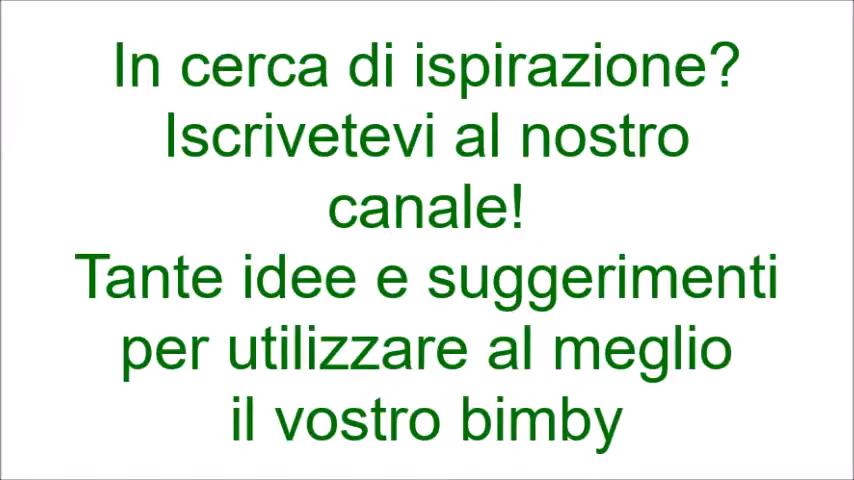 In cerca di ispirazione?
Iscrivetevi al nostro
canale!
Tante idee e suggerimenti
per utilizzare al meglio
il vostro bimby